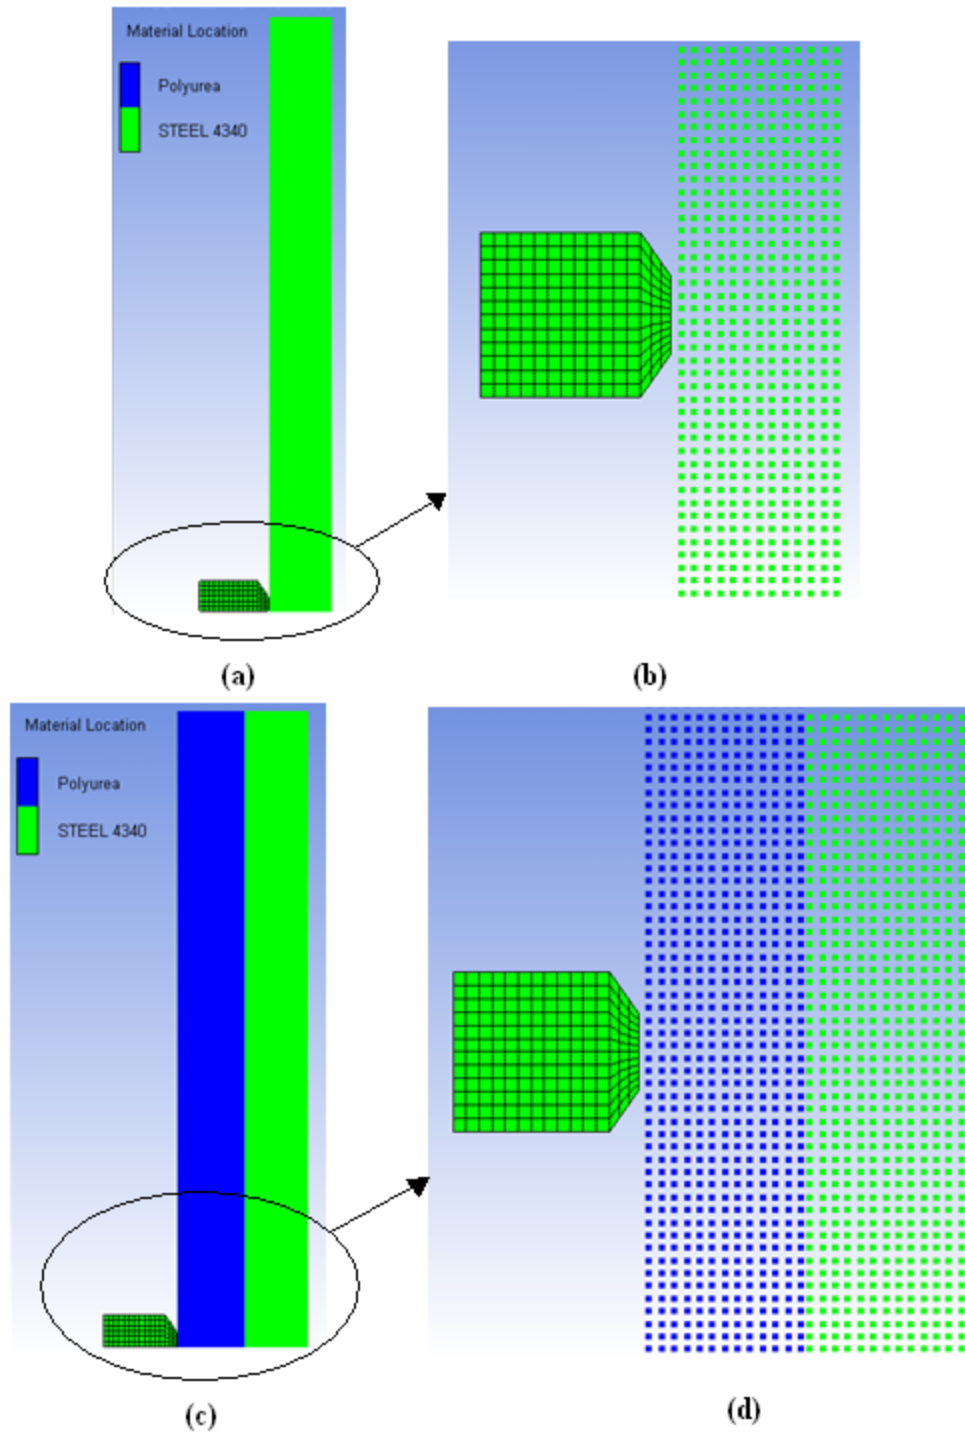 Material Location
Polyurea
STEEL 4340
(a)
(b)
Material Location
Polyurea
STEEL 4340
(c)
(d)